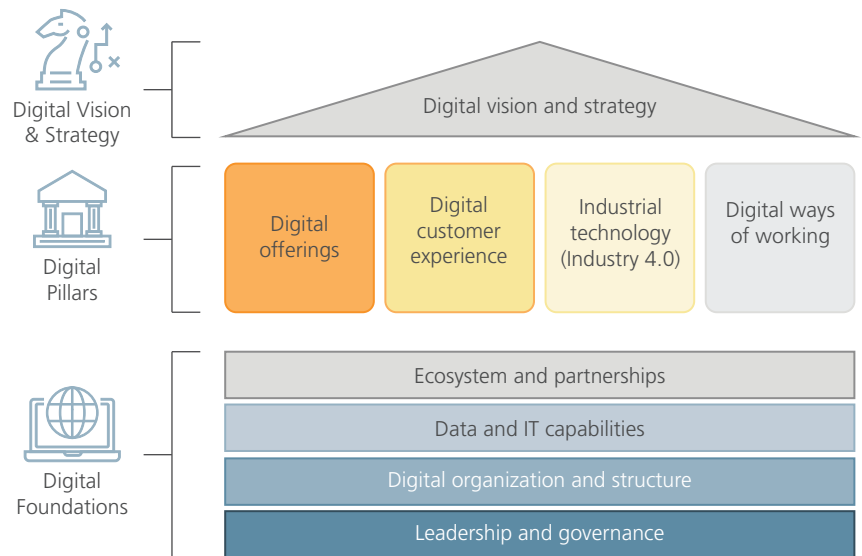 Digital Vision
& Strategy
Digital vision and strategy
Digital
Pillars
Digital
offerings
Digital
customer
experience
Industrial
technology
(Industry 4.0)
Digital ways
of working
Digital
Foundations
Ecosystem and partnerships
Data and IT capabilities
Digital organization and structure
Leadership and governance